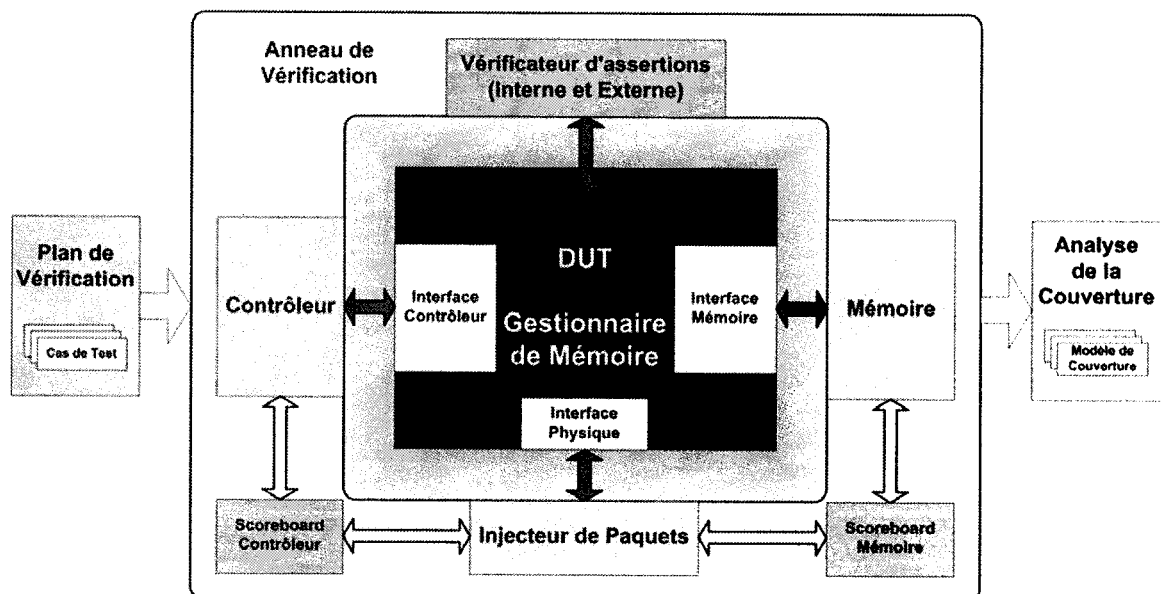 Anneau de
Vérification
Vérificateur d'assertions
(Interne et Externe)
Plan de
Vérification
Cas de Test
Contrôleur
Interface
Contrôleur
DUT
Gestionnaire
de Mémoire
Interface
Mémoire
Interface
Physique
Mémoire
Analyse
de la
Couverture
Modèle de
Couverture
Scoreboard
Contrôleur
Injecteur de Paquets
Scoreboard
Mémoire